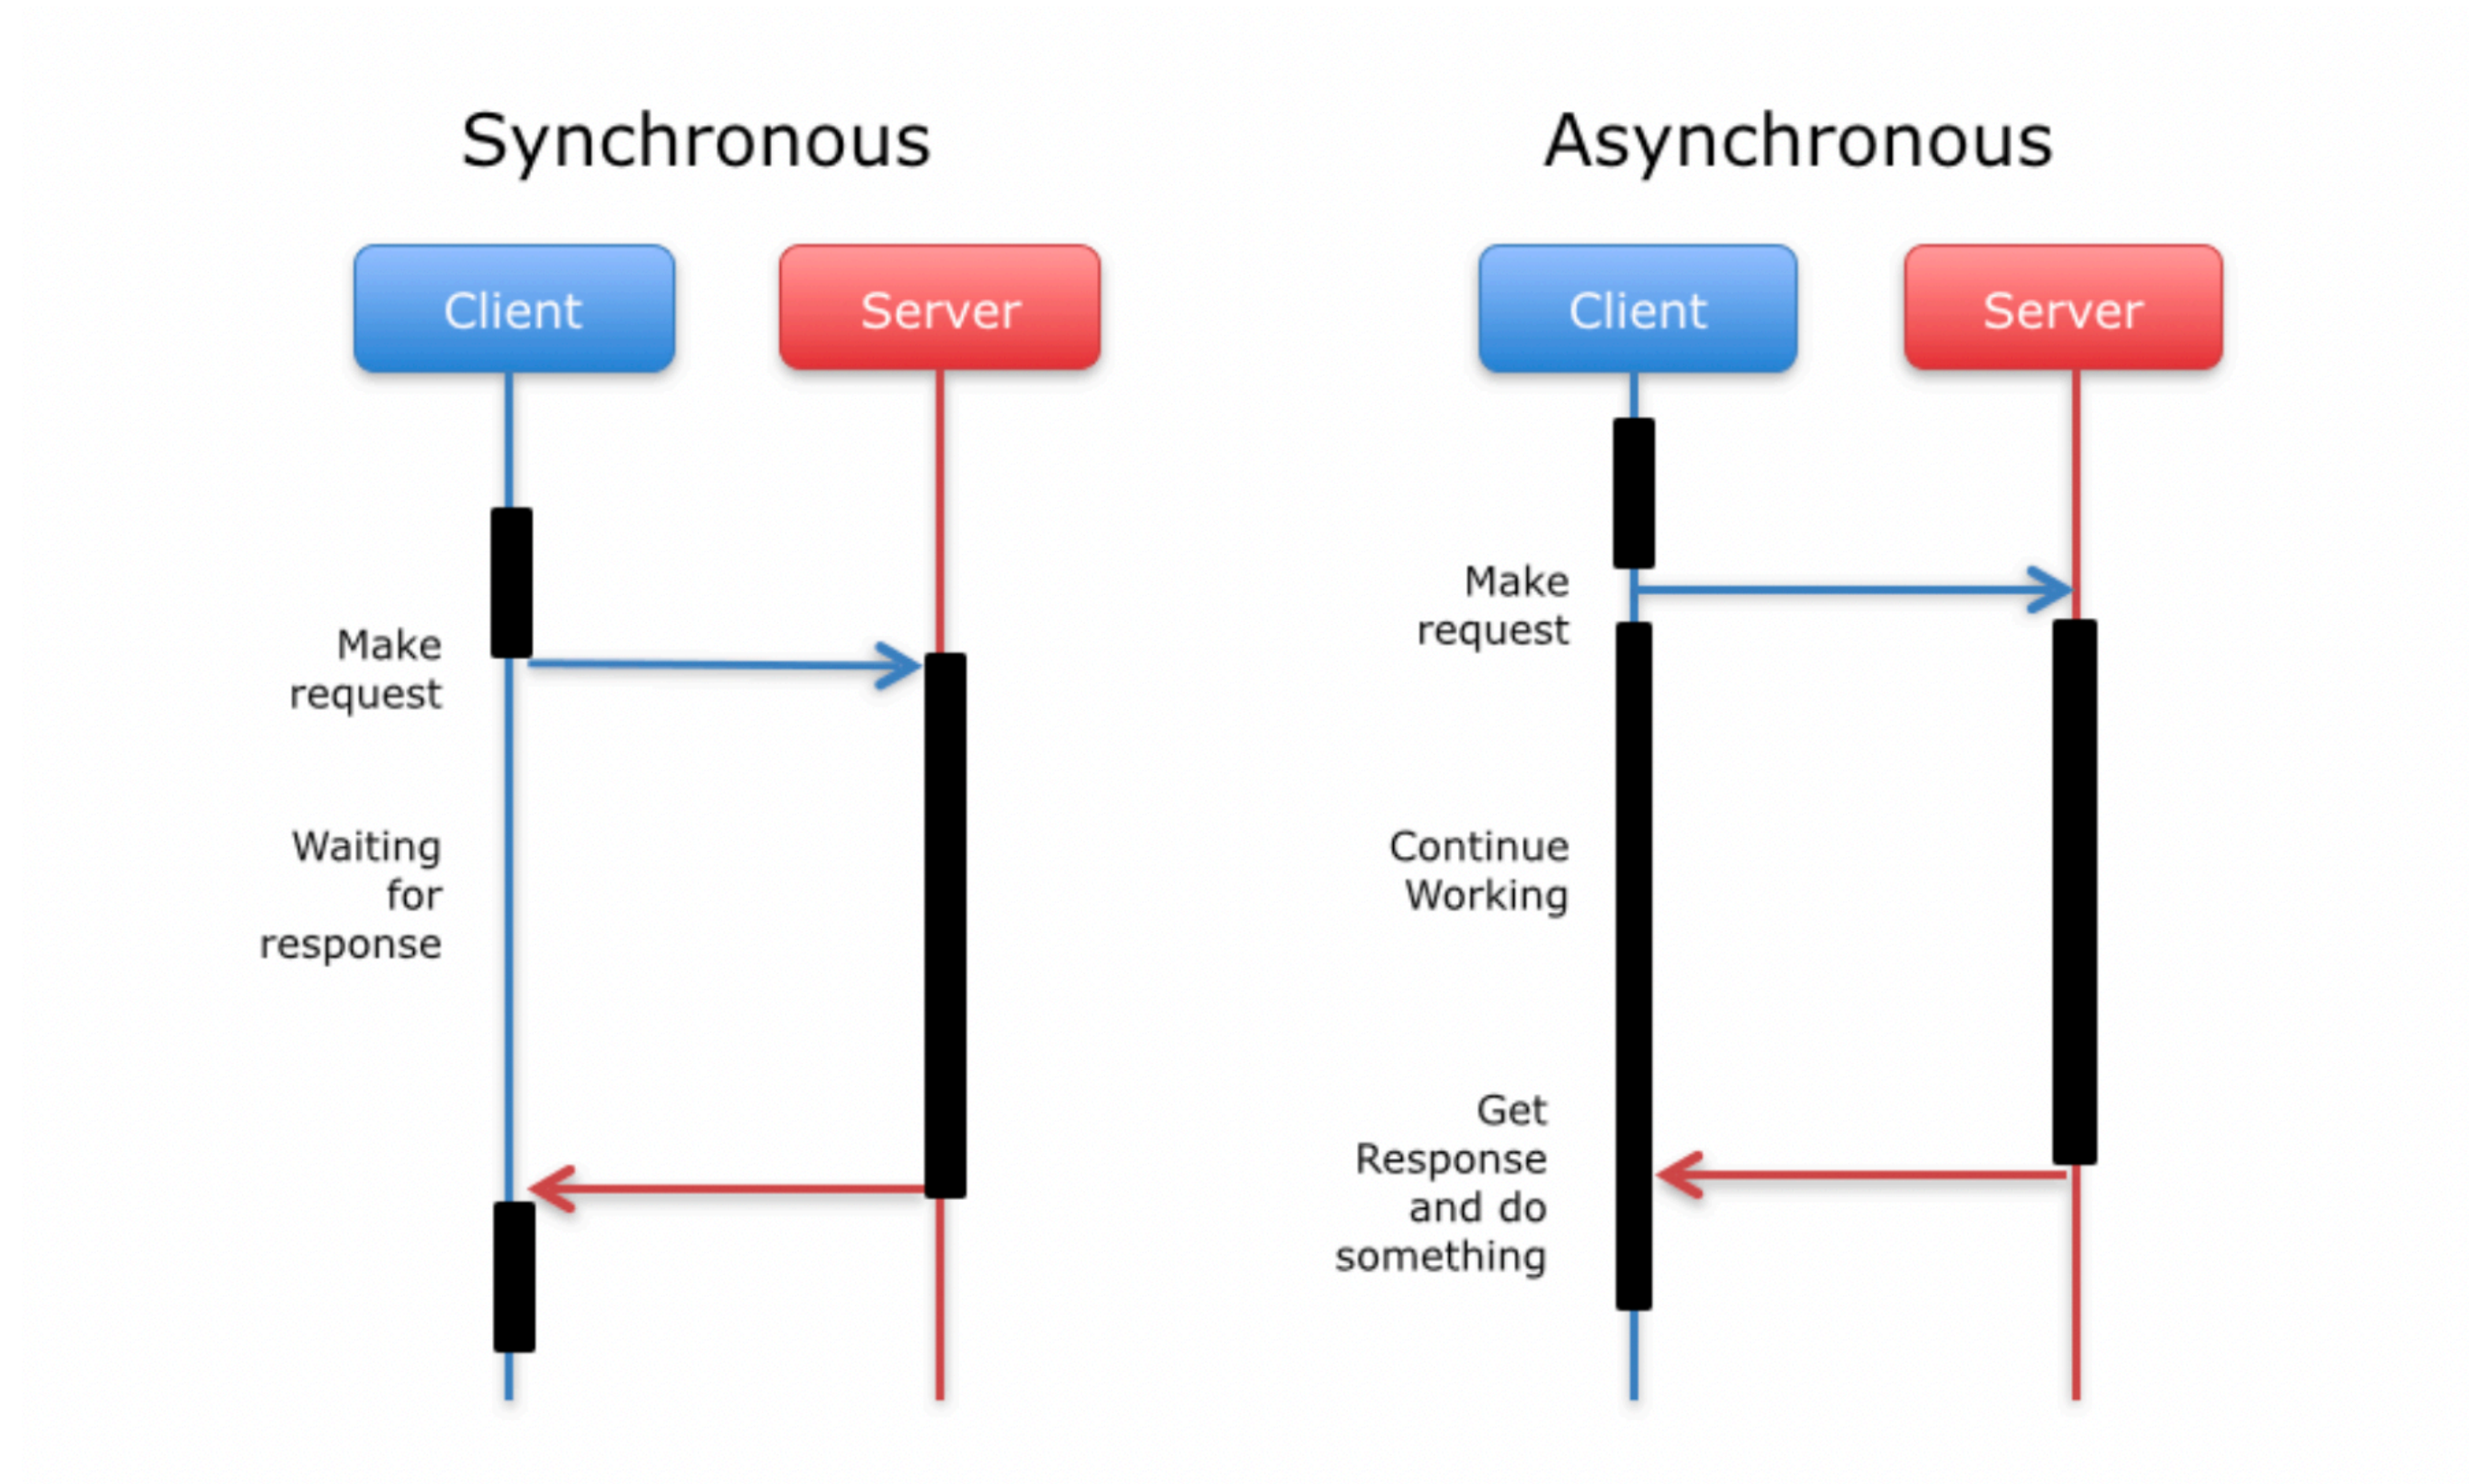 Synchronous
Client
Server
Make
request
Waiting
for
response
Asynchronous
Client
Server
Make
request
Continue
Working
Get
Response
and do
something